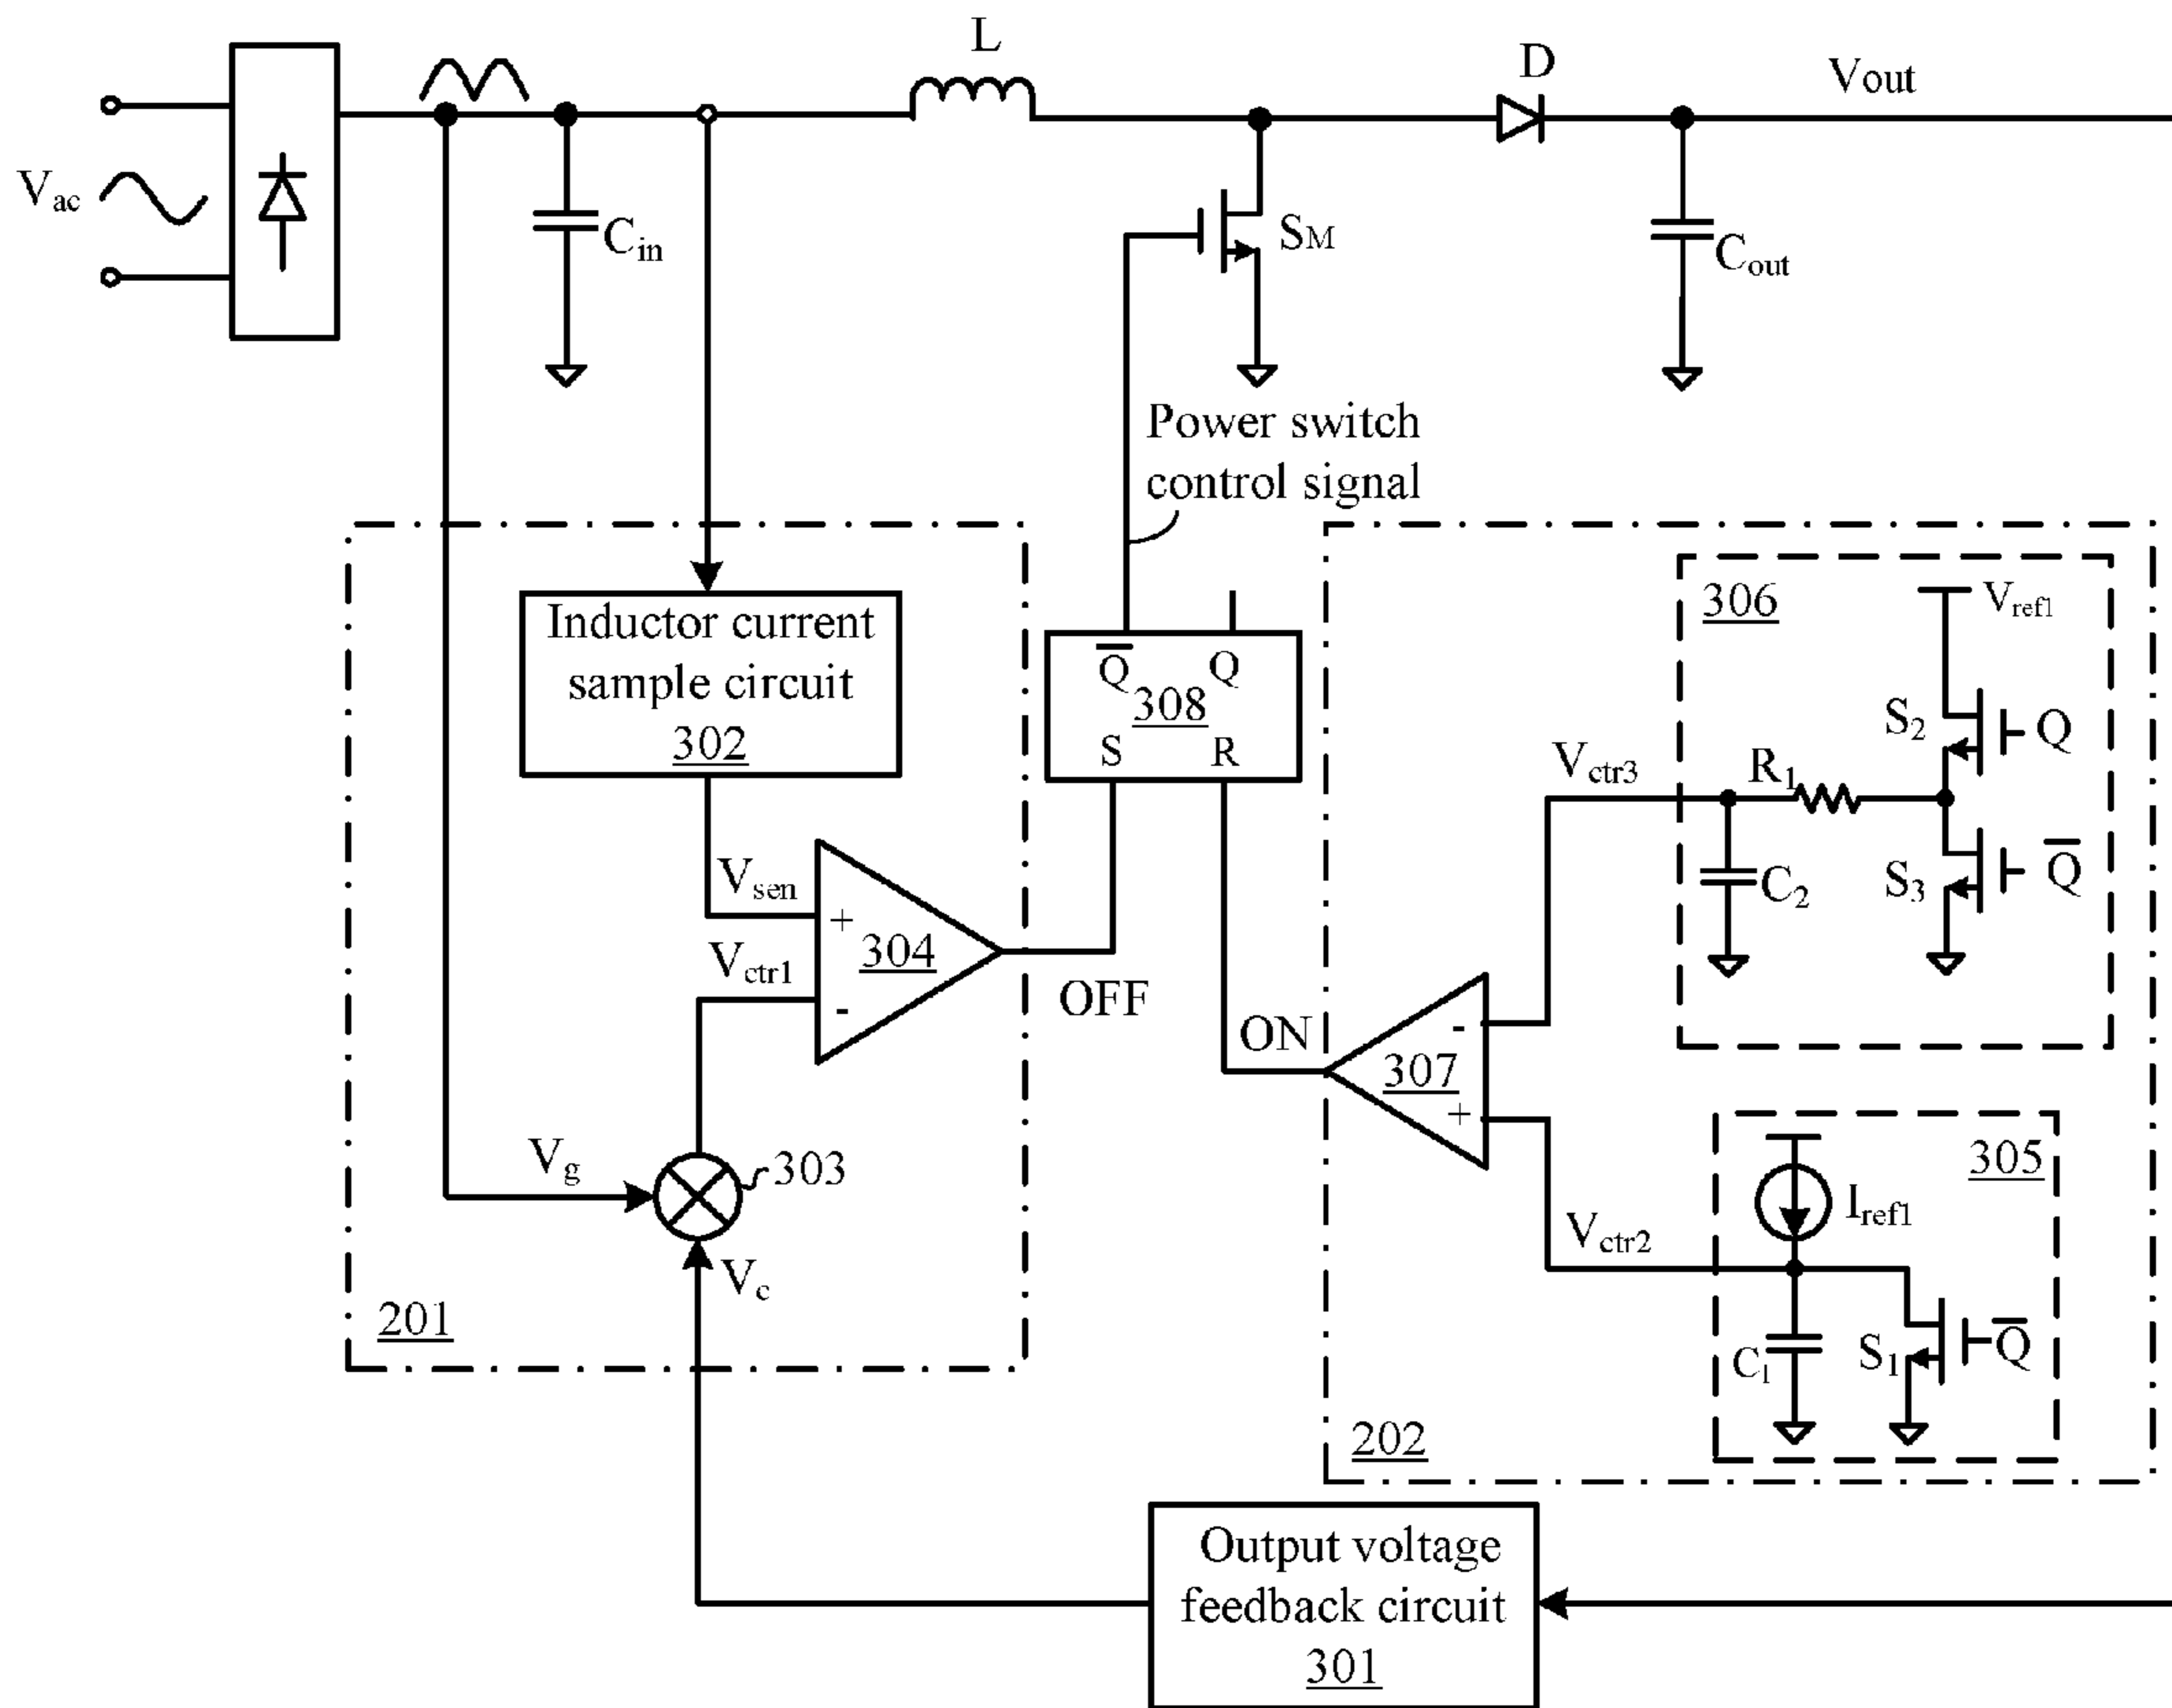 L
D
Vout
Vac
Cin
SM
Cout
Power switch
control signal
306
Vref1
Inductor current
sample circuit
302
Q̅ Q
308
S R
S2
Q
Vctr3
R1
C2
S3
Q̅
Vsen
+
304
Vctr1
-
OFF
ON
-
307
+
305
Iref1
Vg
303
Vctr2
Vc
201
C1
S1
Q̅
202
Output voltage
feedback circuit
301